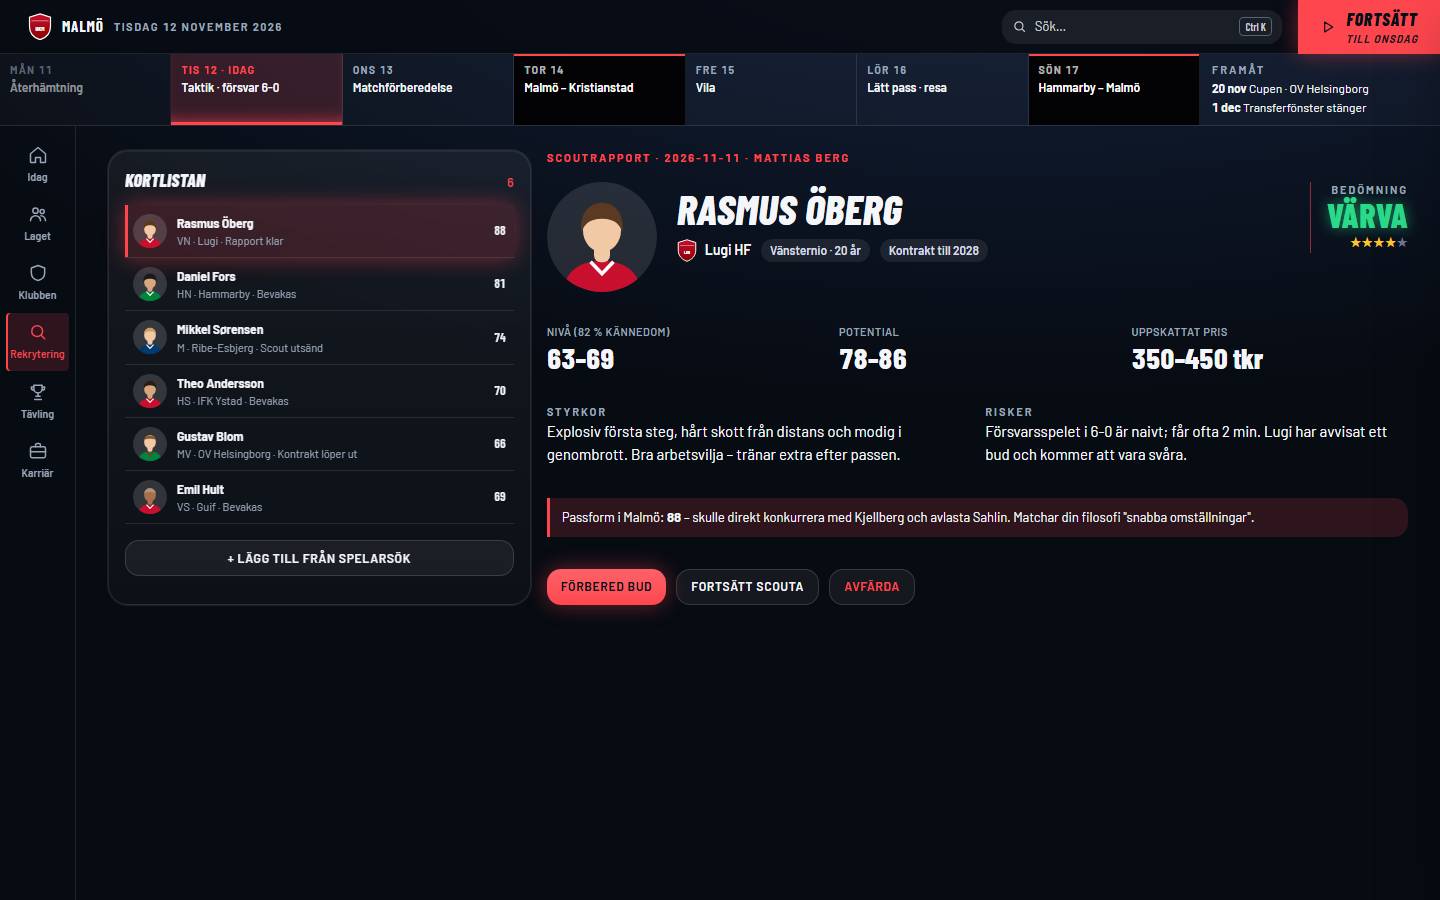 MALMÖ TISDAG 12 NOVEMBER 2026
Sök... Ctrl K
FORTSÄTT
TILL ONSDAG
MÅN 11
Återhämtning
TIS 12 · IDAG
Taktik · försvar 6-0
ONS 13
Matchförberedelse
TOR 14
Malmö – Kristianstad
FRE 15
Vila
LÖR 16
Lätt pass · resa
SÖN 17
Hammarby – Malmö
FRAMÅT
20 nov Cupen · OV Helsingborg
1 dec Transferfönster stänger
Idag
Laget
Klubben
Rekrytering
Tävling
Karriär
KORTLISTAN 6
Rasmus Öberg
VN · Lugi · Rapport klar
88
Daniel Fors
HN · Hammarby · Bevakas
81
Mikkel Sørensen
M · Ribe-Esbjerg · Scout utsänd
74
Theo Andersson
HS · IFK Ystad · Bevakas
70
Gustav Blom
MV · OV Helsingborg · Kontrakt löper ut
66
Emil Hult
VS · Guif · Bevakas
69
+ LÄGG TILL FRÅN SPELARSÖK
SCOUTRAPPORT · 2026-11-11 · MATTIAS BERG
RASMUS ÖBERG
Lugi HF Vänsternio · 20 år Kontrakt till 2028
BEDÖMNING
VÄRVA
★★★★★
NIVÅ (82 % KÄNNEDOM)
63–69
POTENTIAL
78–86
UPPSKATTAT PRIS
350–450 tkr
STYRKOR
Explosiv första steg, hårt skott från distans och modig i
genombrott. Bra arbetsvilja – tränar extra efter passen.
RISKER
Försvarsspelet i 6-0 är naivt; får ofta 2 min. Lugi har avvisat ett
bud och kommer att vara svåra.
Passform i Malmö: 88 – skulle direkt konkurrera med Kjellberg och avlasta Sahlin. Matchar din filosofi "snabba omställningar".
FÖRBERED BUD
FORTSÄTT SCOUTA
AVFÄRDA